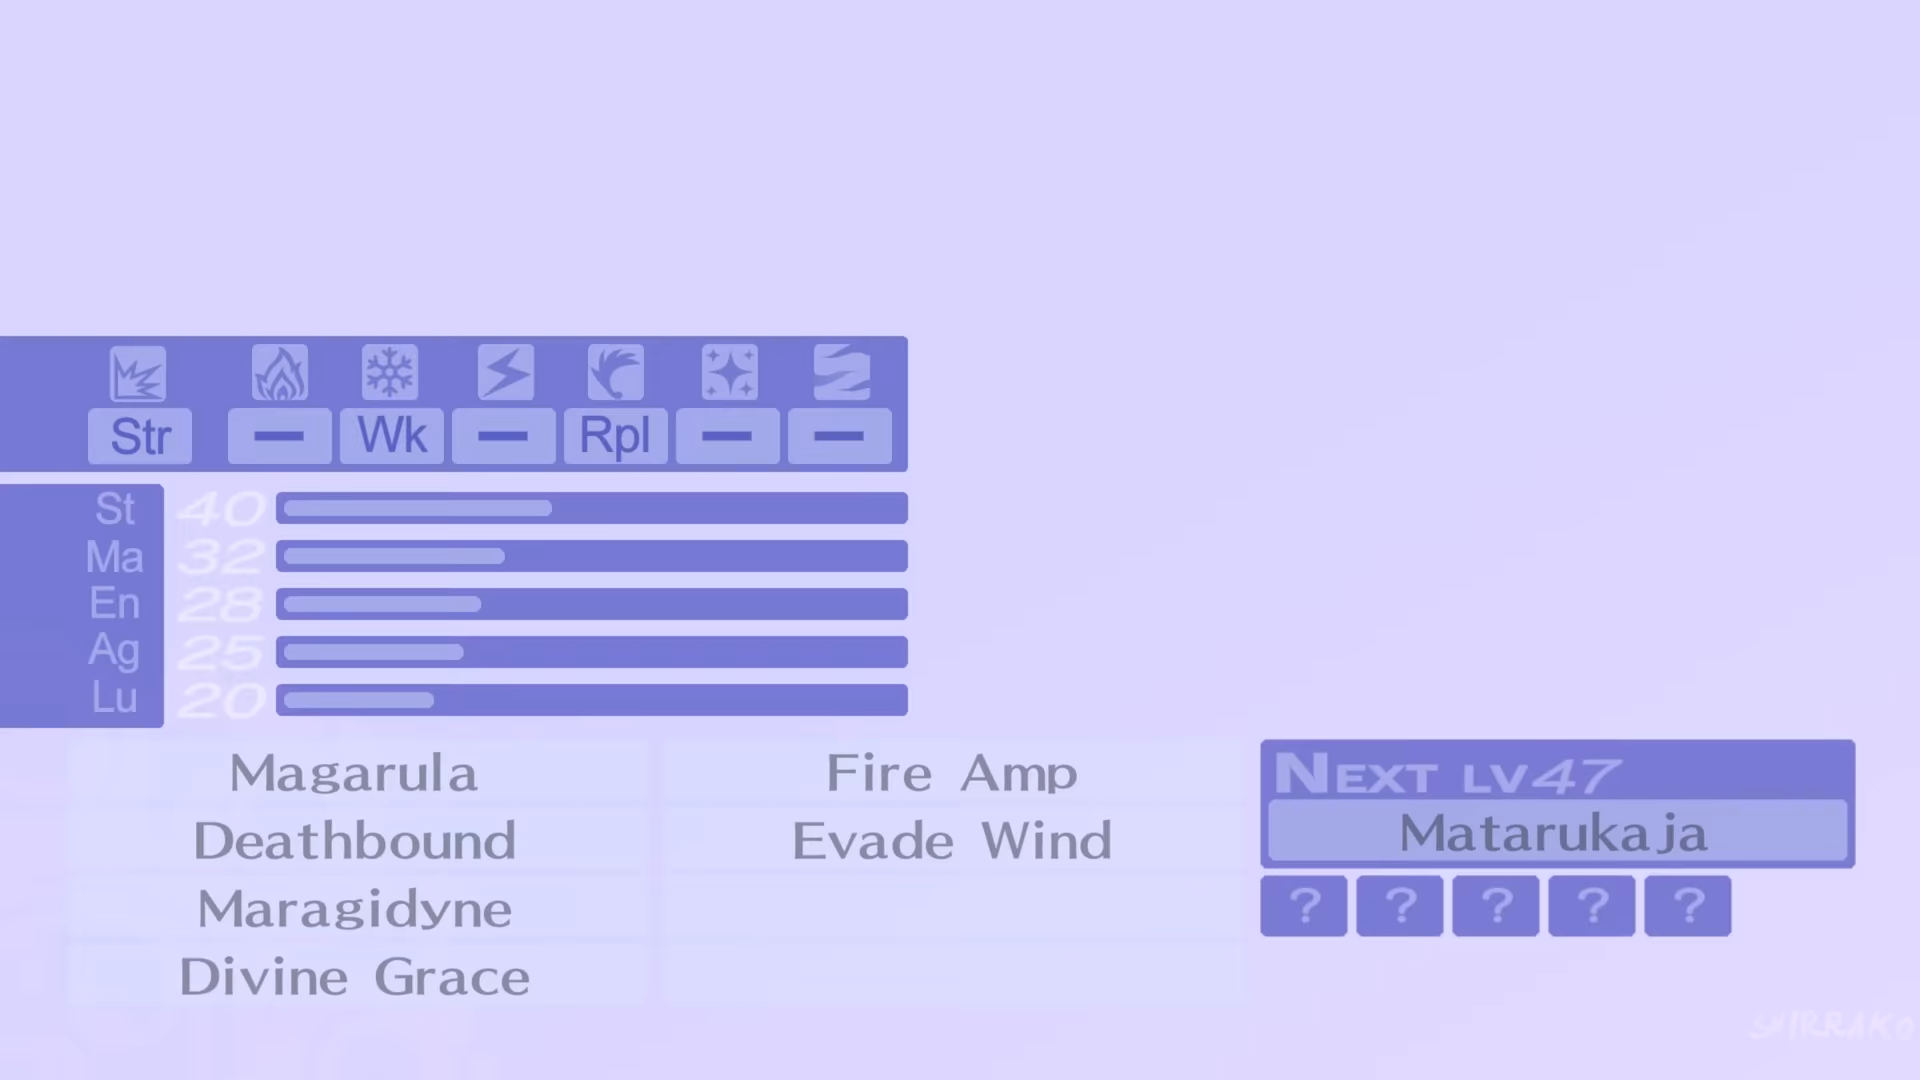 Str — Wk — Rpl — —
St 40
Ma 32
En 28
Ag 25
Lu 20
Magarula Fire Amp
Deathbound Evade Wind
Maragidyne
Divine Grace
NEXT LV47
Matarukaja
? ? ? ? ?
SHIRRAKO